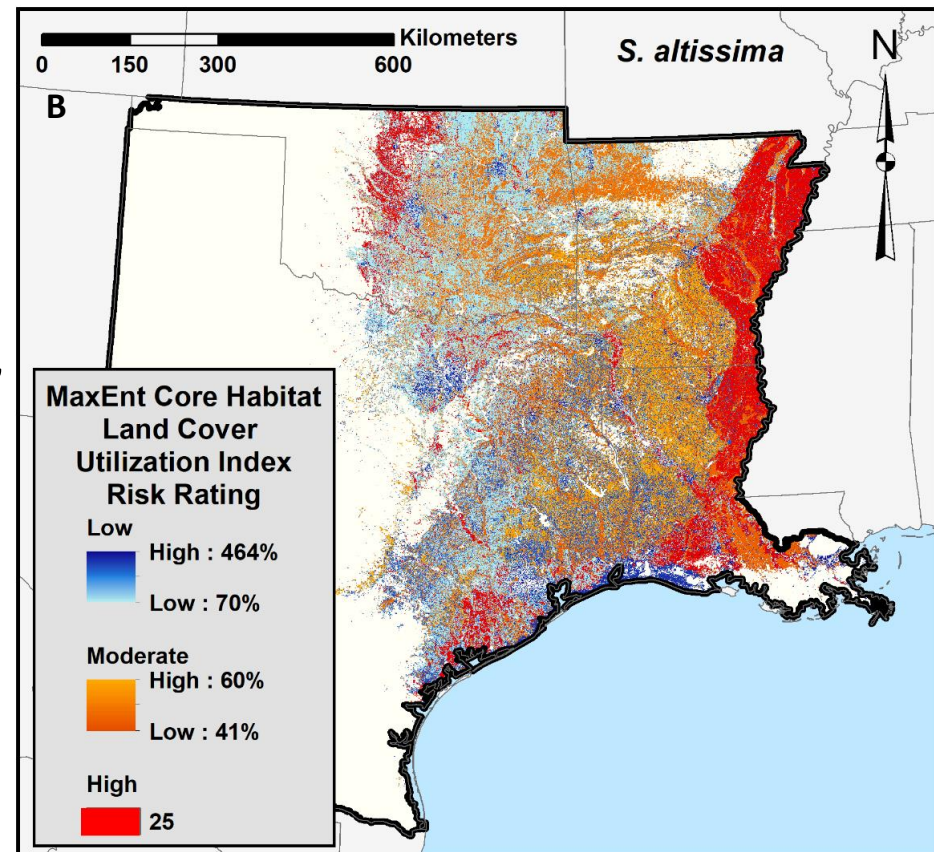 Kilometers
0 150 300 600
S. altissima
N
B
MaxEnt Core Habitat
Land Cover
Utilization Index
Risk Rating
Low
High : 464%
Low : 70%
Moderate
High : 60%
Low : 41%
High
25